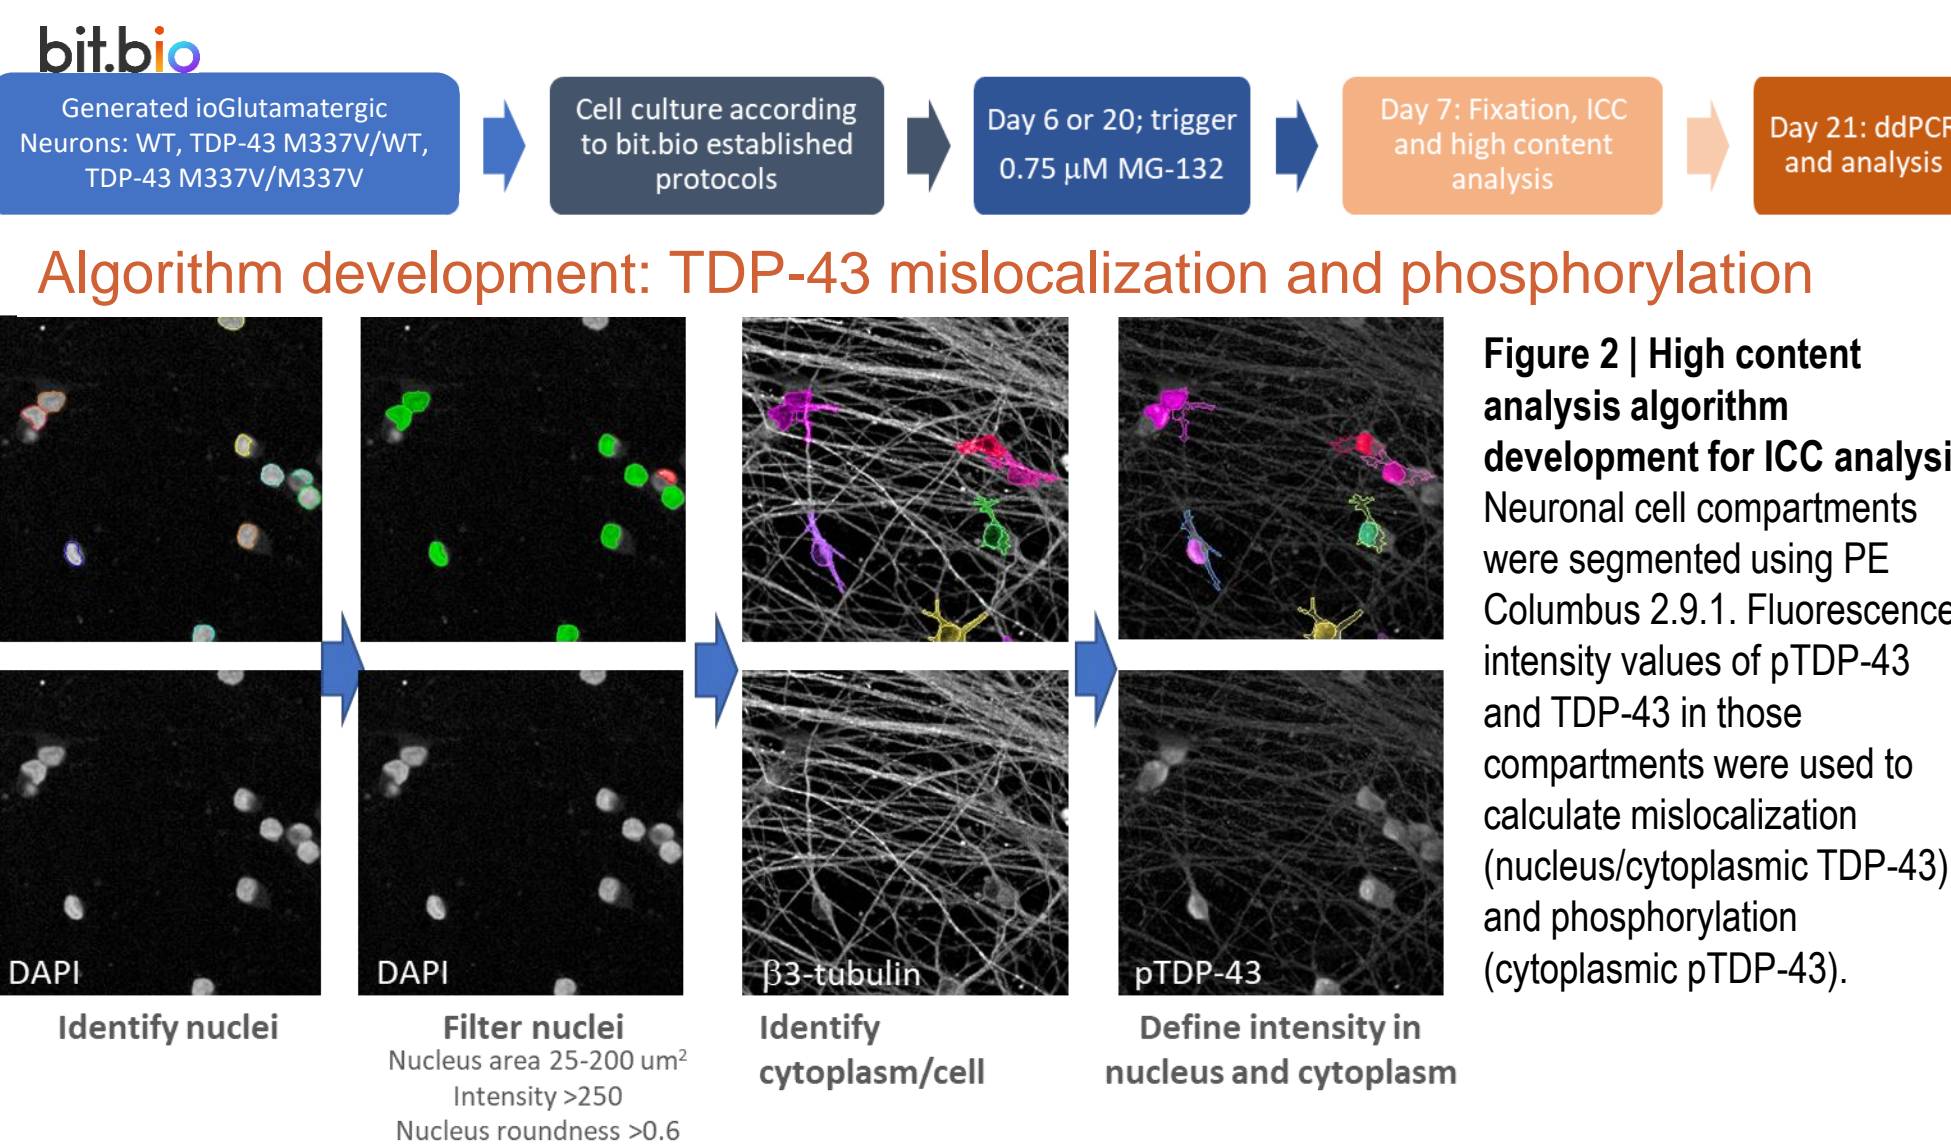 bit.bio
Generated ioGlutamatergic
Neurons: WT, TDP-43 M337V/WT,
TDP-43 M337V/M337V
Cell culture according
to bit.bio established
protocols
Day 6 or 20; trigger
0.75 µM MG-132
Day 7: Fixation, ICC
and high content
analysis
Day 21: ddPCR
and analysis
Algorithm development: TDP-43 mislocalization and phosphorylation
DAPI
DAPI
β3-tubulin
pTDP-43
Identify nuclei
Filter nuclei
Nucleus area 25-200 um²
Intensity >250
Nucleus roundness >0.6
Identify
cytoplasm/cell
Define intensity in
nucleus and cytoplasm
Figure 2 | High content
analysis algorithm
development for ICC analysi
Neuronal cell compartments
were segmented using PE
Columbus 2.9.1. Fluorescence
intensity values of pTDP-43
and TDP-43 in those
compartments were used to
calculate mislocalization
(nucleus/cytoplasmic TDP-43)
and phosphorylation
(cytoplasmic pTDP-43).